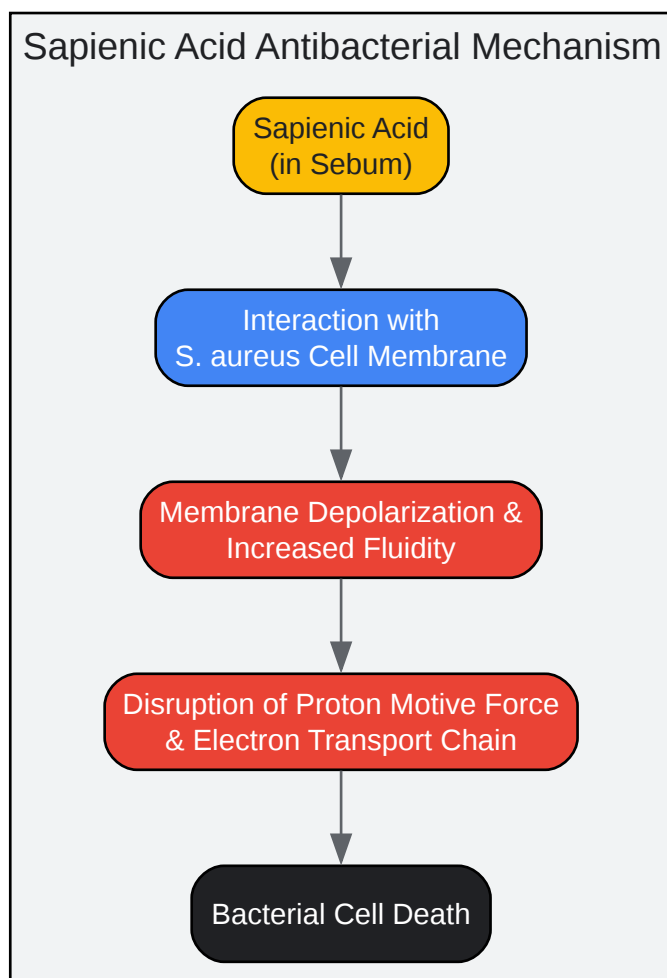 Sapienic Acid Antibacterial Mechanism
Sapienic Acid
(in Sebum)
Interaction with
S. aureus Cell Membrane
Membrane Depolarization &
Increased Fluidity
Disruption of Proton Motive Force
& Electron Transport Chain
Bacterial Cell Death